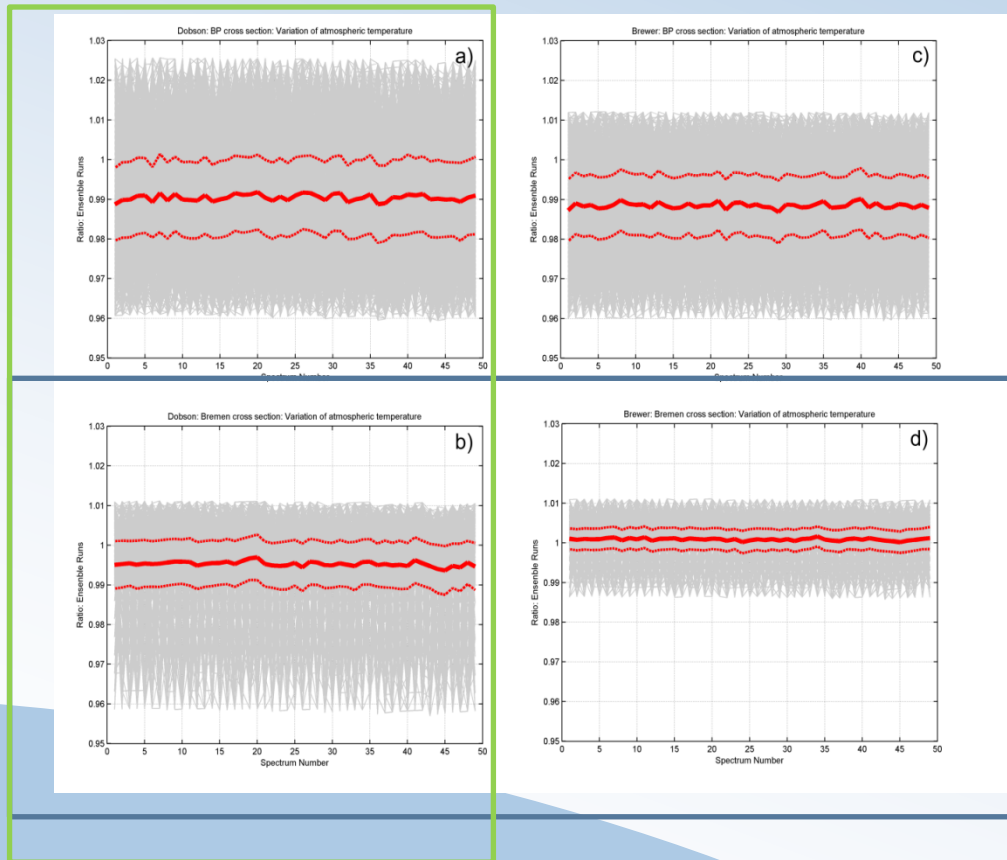 Dobson: BP cross section: Variation of atmospheric temperature
a)
1.03
1.02
1.01
1
0.99
0.98
0.97
0.96
0.95
Ratio: Ensenble Runs
0 5 10 15 20 25 30 35 40 45 50
Spectrum Number
Brewer: BP cross section: Variation of atmospheric temperature
c)
1.03
1.02
1.01
1
0.99
0.98
0.97
0.96
0.95
Ratio: Ensenble Runs
0 5 10 15 20 25 30 35 40 45 50
Spectrum Number
Dobson: Bremen cross section: Variation of atmospheric temperature
b)
1.03
1.02
1.01
1
0.99
0.98
0.97
0.96
0.95
Ratio: Ensenble Runs
0 5 10 15 20 25 30 35 40 45 50
Spectrum Number
Brewer: Bremen cross section: Variation of atmospheric temperature
d)
1.03
1.02
1.01
1
0.99
0.98
0.97
0.96
0.95
Ratio: Ensenble Runs
0 5 10 15 20 25 30 35 40 45 50
Spectrum Number